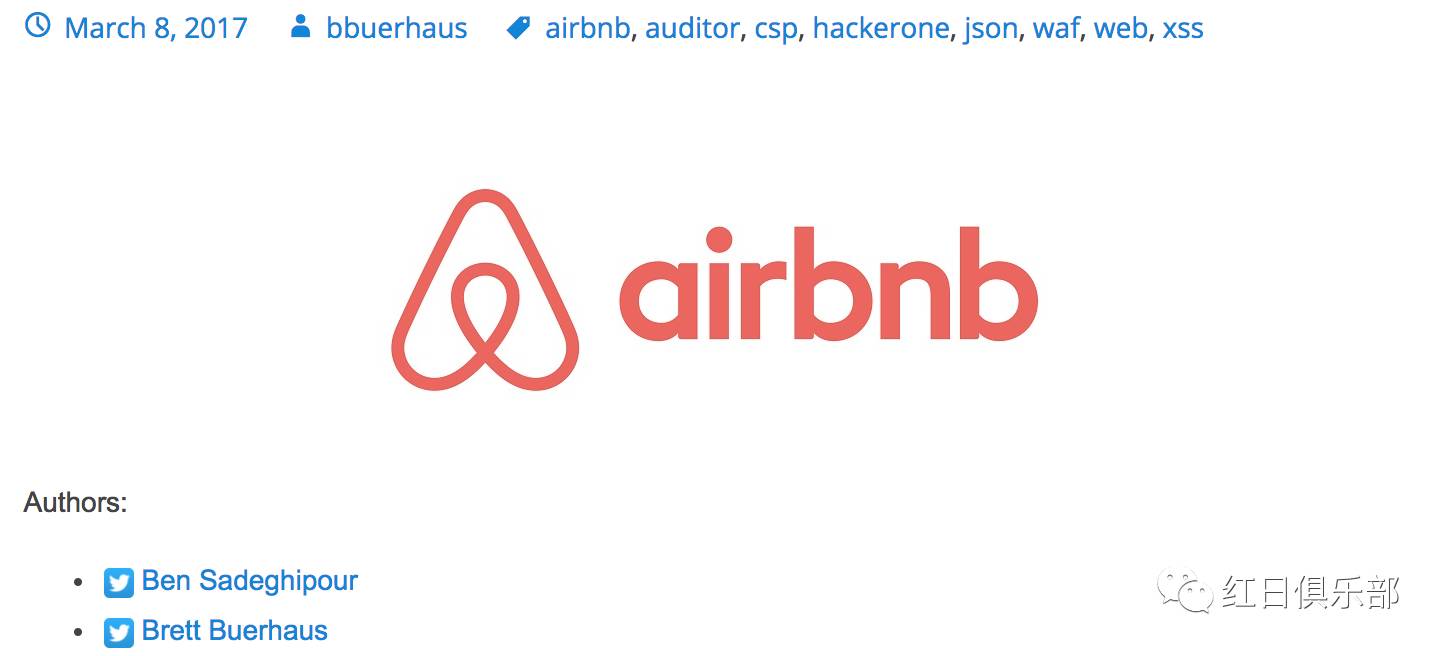 March 8, 2017 bbuerhaus airbnb, auditor, csp, hackerone, json, waf, web, xss
airbnb
Authors:
• Ben Sadeghipour
• Brett Buerhaus
红日俱乐部